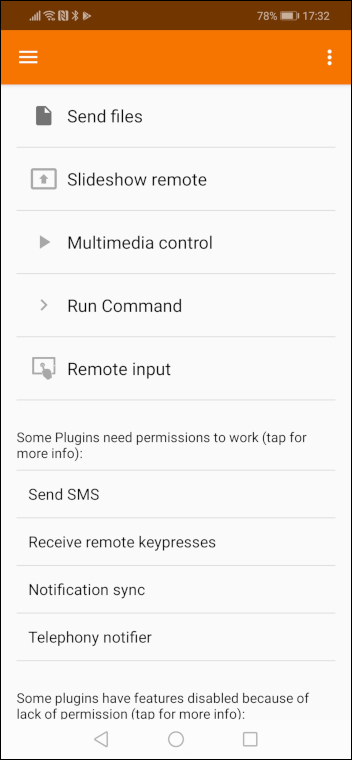 78% 17:32
Send files
Slideshow remote
Multimedia control
Run Command
Remote input
Some Plugins need permissions to work (tap for
more info):
Send SMS
Receive remote keypresses
Notification sync
Telephony notifier
Some plugins have features disabled because of
lack of permission (tap for more info):